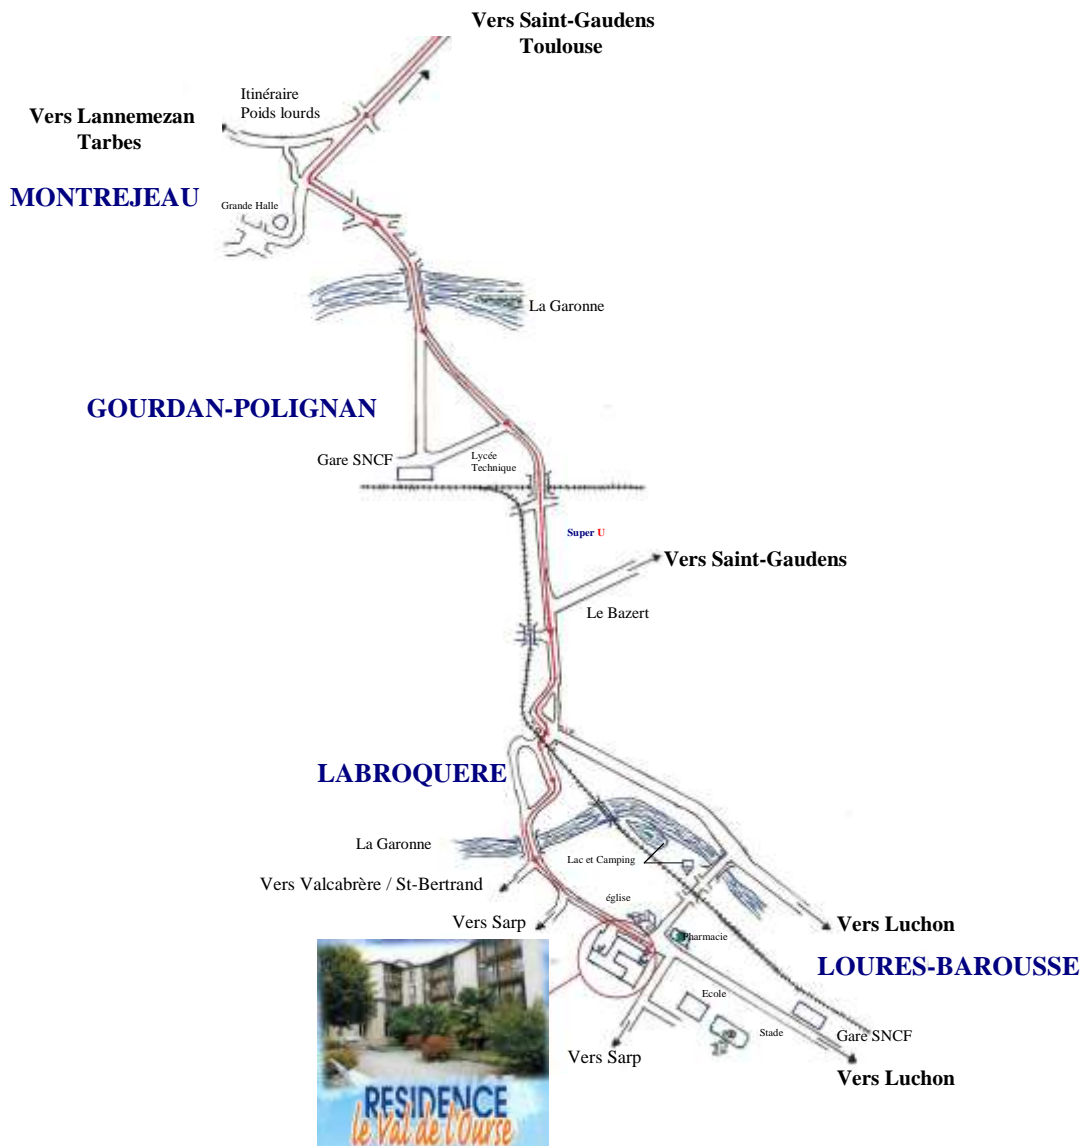 Vers Saint-Gaudens
Toulouse
Itinéraire
Poids lourds
Vers Lannemezan
Tarbes
MONTREJEAU
Grande Halle
La Garonne
GOURDAN-POLIGNAN
Gare SNCF
Lycée
Technique
Super U
Vers Saint-Gaudens
Le Bazert
LABROQUERE
La Garonne
Lac et Camping
Vers Valcabrère / St-Bertrand
église
Vers Sarp
Vers Luchon
Pharmacie
LOURES-BAROUSSE
Ecole
Stade
Gare SNCF
Vers Sarp
Vers Luchon
RESIDENCE
le Val de l'Ourse